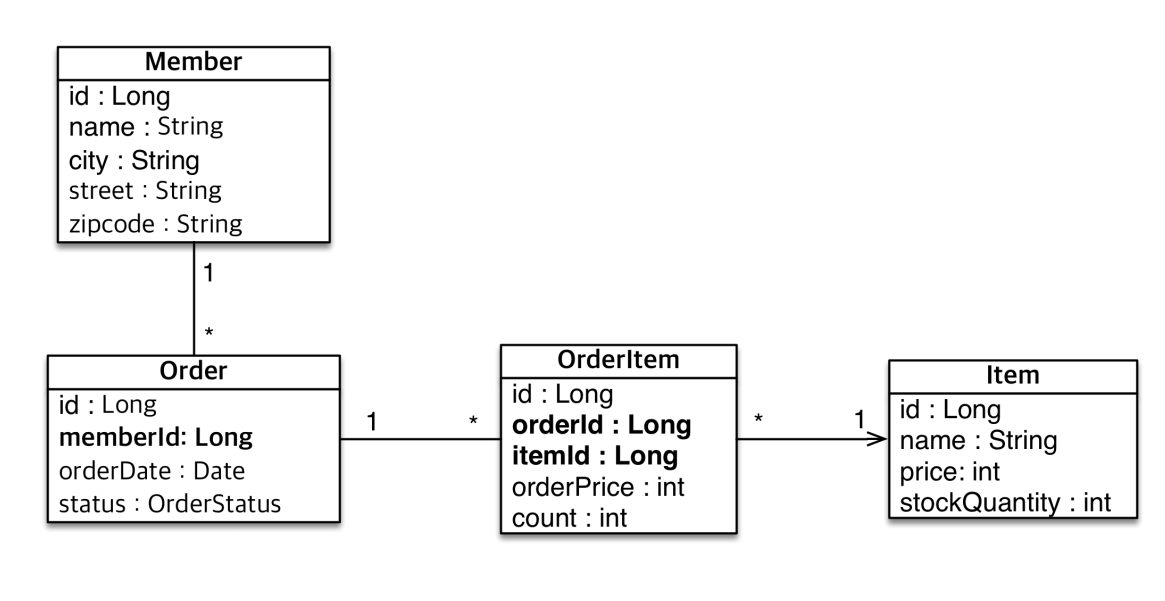 Member
id : Long
name : String
city : String
street : String
zipcode : String
1
*
Order
id : Long
memberId: Long
orderDate : Date
status : OrderStatus
1
*
OrderItem
id : Long
orderId : Long
itemId : Long
orderPrice : int
count : int
*
1
Item
id : Long
name : String
price: int
stockQuantity : int